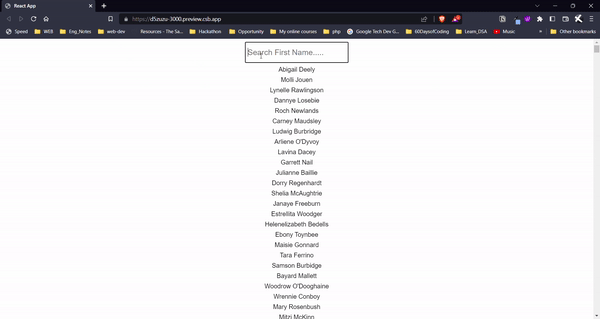 React App
https://d5zuzu-3000.preview.csb.app
Speed WEB Eng_Notes web-dev Resources - The Sa... Hackathon Opportunity My online courses php Google Tech Dev G... 60DaysofCoding Learn_DSA Music » Other bookmarks
Search First Name.....
Abigail Deely
Molli Jouen
Lynelle Rawlingson
Dannye Losebie
Roch Newlands
Carney Maudsley
Ludwig Burbridge
Arliene O'Dyvoy
Lavina Dacey
Garrett Nail
Julianne Baillie
Dorry Regenhardt
Shelia McAughtrie
Janaye Freeburn
Estrellita Woodger
Helenelizabeth Bedells
Ebony Toynbee
Maisie Gonnard
Tara Ferrino
Samson Burbidge
Bayard Mallett
Woodrow O'Dooghaine
Wrennie Conboy
Mary Rosenbush
Mitzi McKinn